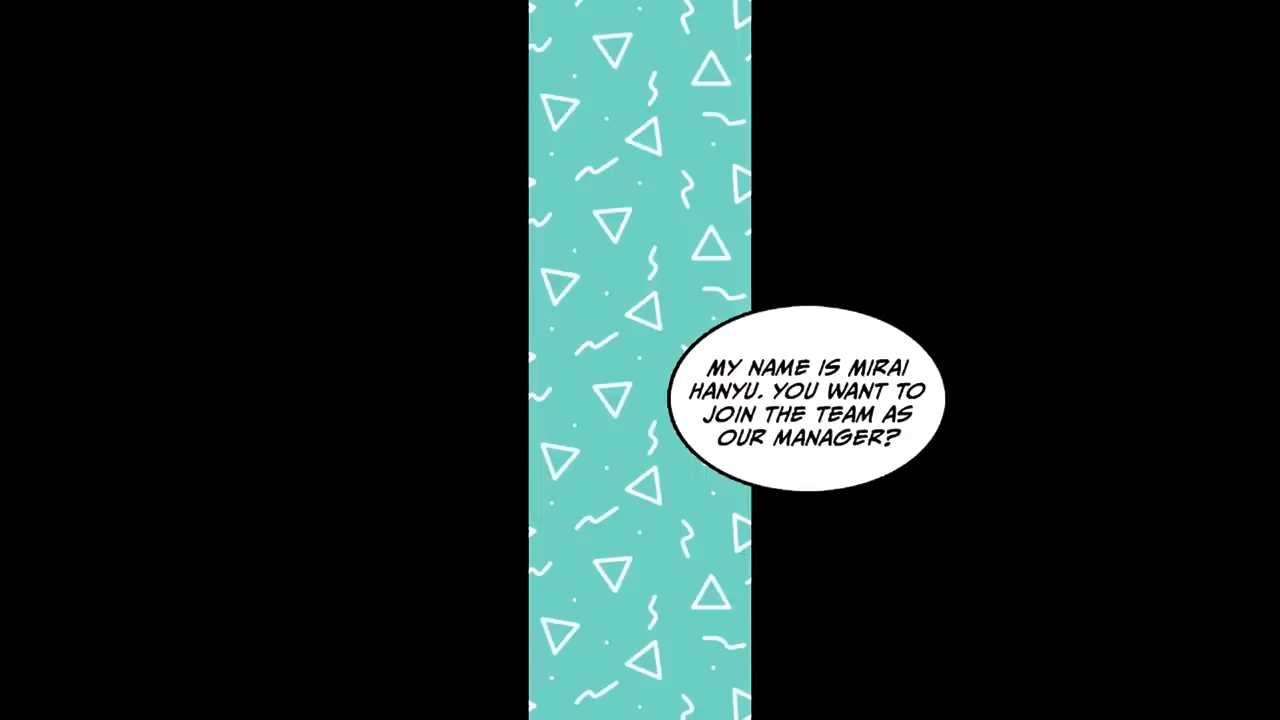 MY NAME IS MIRAI
HANYU. YOU WANT TO
JOIN THE TEAM AS
OUR MANAGER?